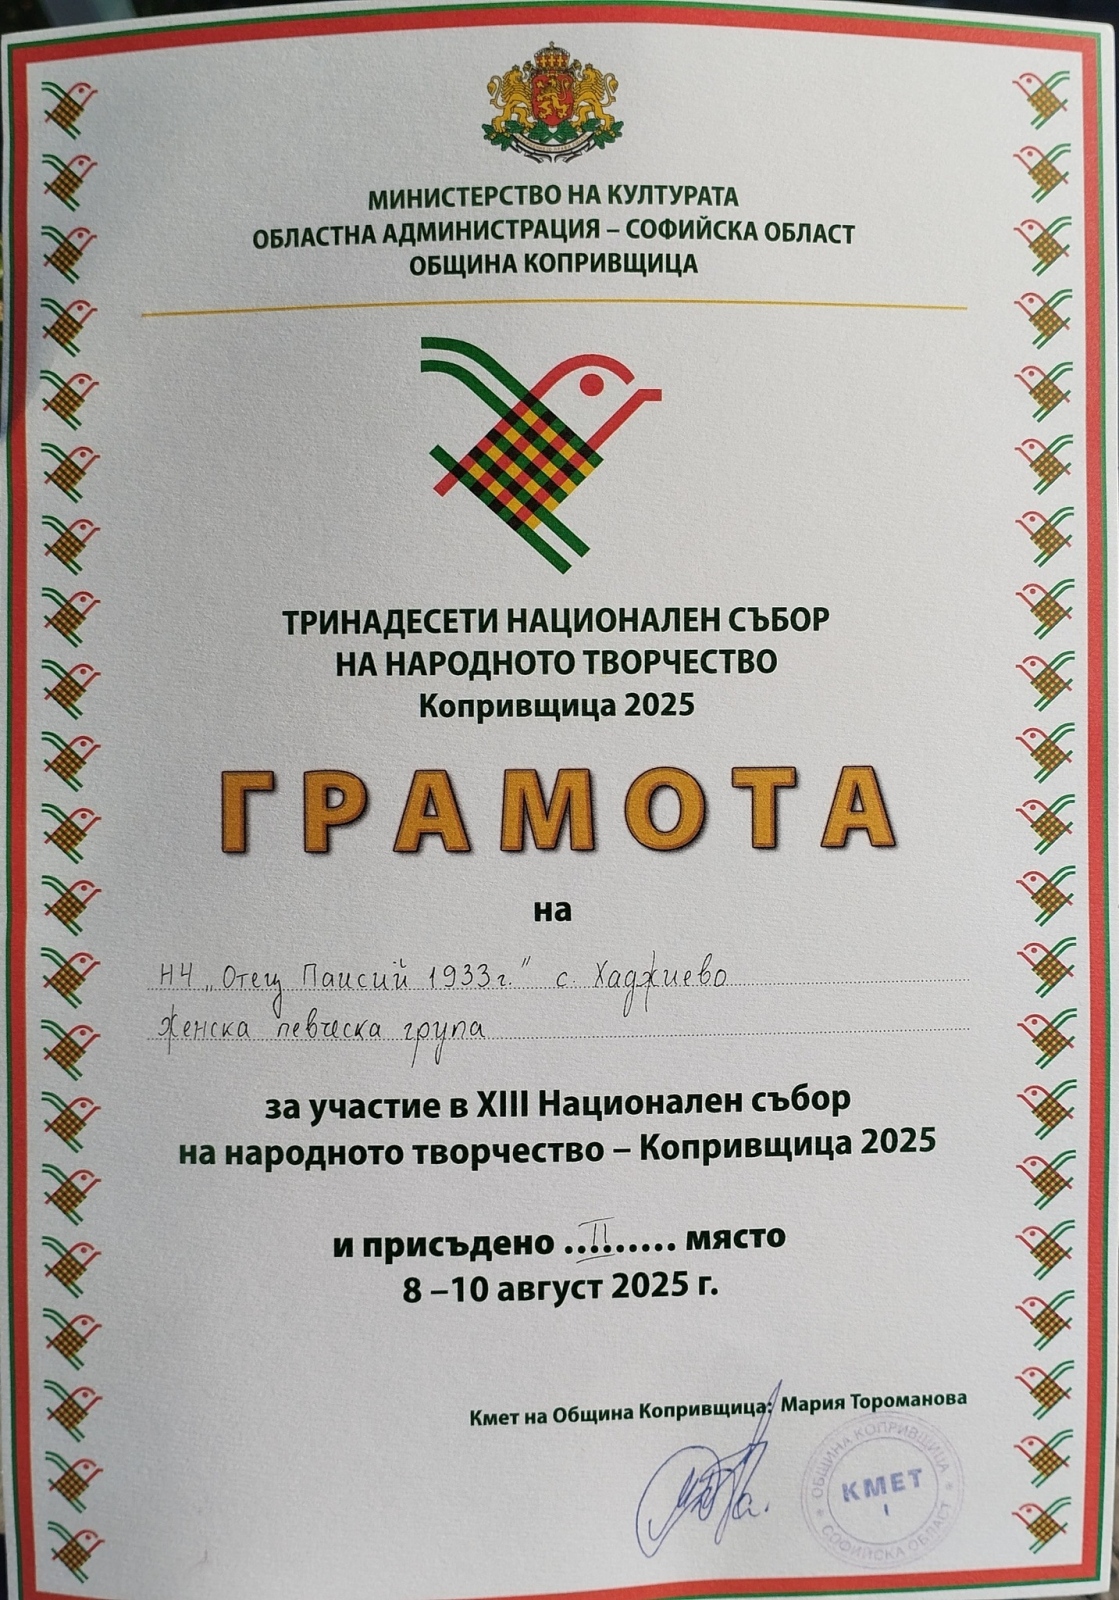 МИНИСТЕРСТВО НА КУЛТУРАТА
ОБЛАСТНА АДМИНИСТРАЦИЯ – СОФИЙСКА ОБЛАСТ
ОБЩИНА КОПРИВЩИЦА
ТРИНАДЕСЕТИ НАЦИОНАЛЕН СЪБОР
НА НАРОДНОТО ТВОРЧЕСТВО
Копривщица 2025
ГРАМОТА
на
НЧ „Отец Паисий 1933г.“ с. Хаджиево
Женска певческа група
за участие в XIII Национален събор
на народното творчество – Копривщица 2025
и присъдено ....II..... място
8 –10 август 2025 г.
Кмет на Община Копривщица: Мария Тороманова
ОБЩИНА КОПРИВЩИЦА
КМЕТ
1
СОФИЙСКА ОБЛАСТ